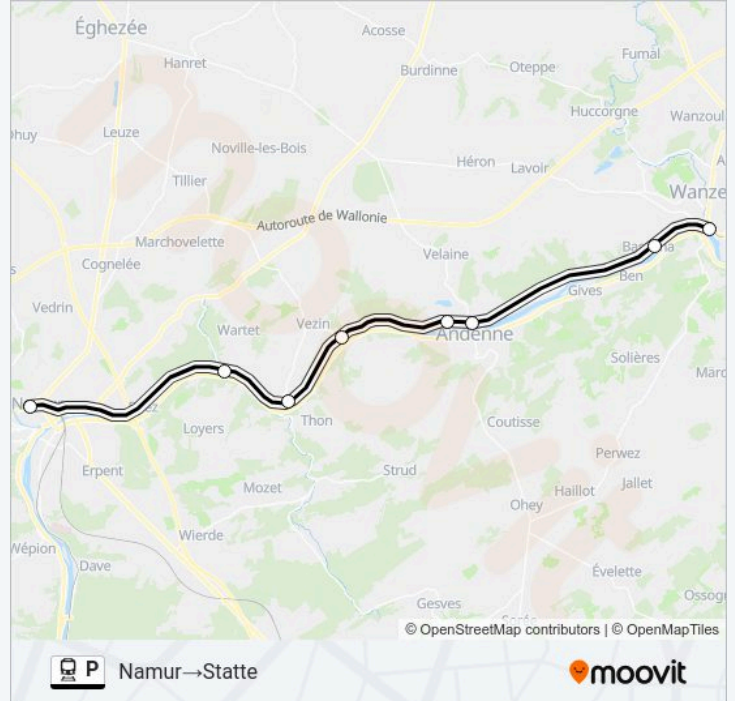 Éghezée
Acosse
Hanret
Burdinne
Oteppe
Fumal
Huccorgne
Wanzoul
huy
Leuze
Noville-les-Bois
Héron
Lavoir
Tillier
Wanze
Autoroute de Wallonie
Marchovelette
Velaine
Cognelée
Ben
Gives
Vedrin
Wartet
Vezin
Andenne
Solières
Marc
Loyers
Thon
Coutisse
Erpent
Strud
Perwez
Mozet
Haillot
Jallet
Ohey
Wierde
Wépion
Dave
Évelette
Gesves
Ossog
© OpenStreetMap contributors | © OpenMapTiles
P Namur→Statte
moovit